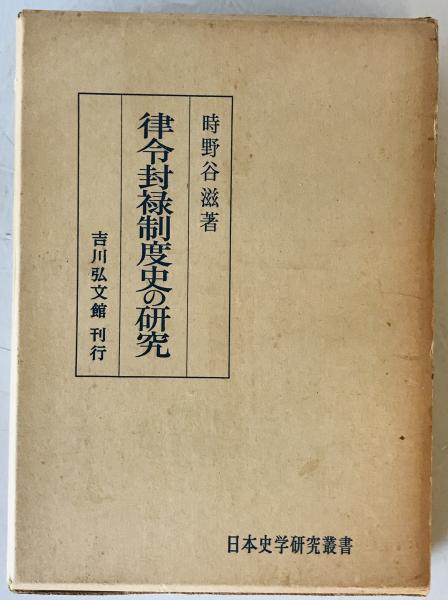 時野谷滋著
律令封禄制度史の研究
吉川弘文館 刊行
日本史学研究叢書